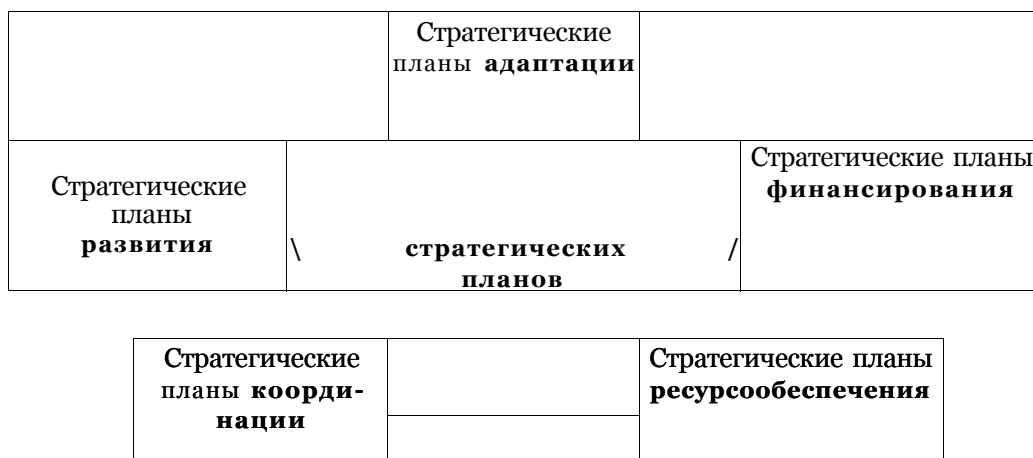 Стратегические
планы адаптации
Стратегические
планы
развития
\ стратегических /
планов
Стратегические планы
финансирования
Стратегические
планы коорди-
нации
Стратегические планы
ресурсообеспечения